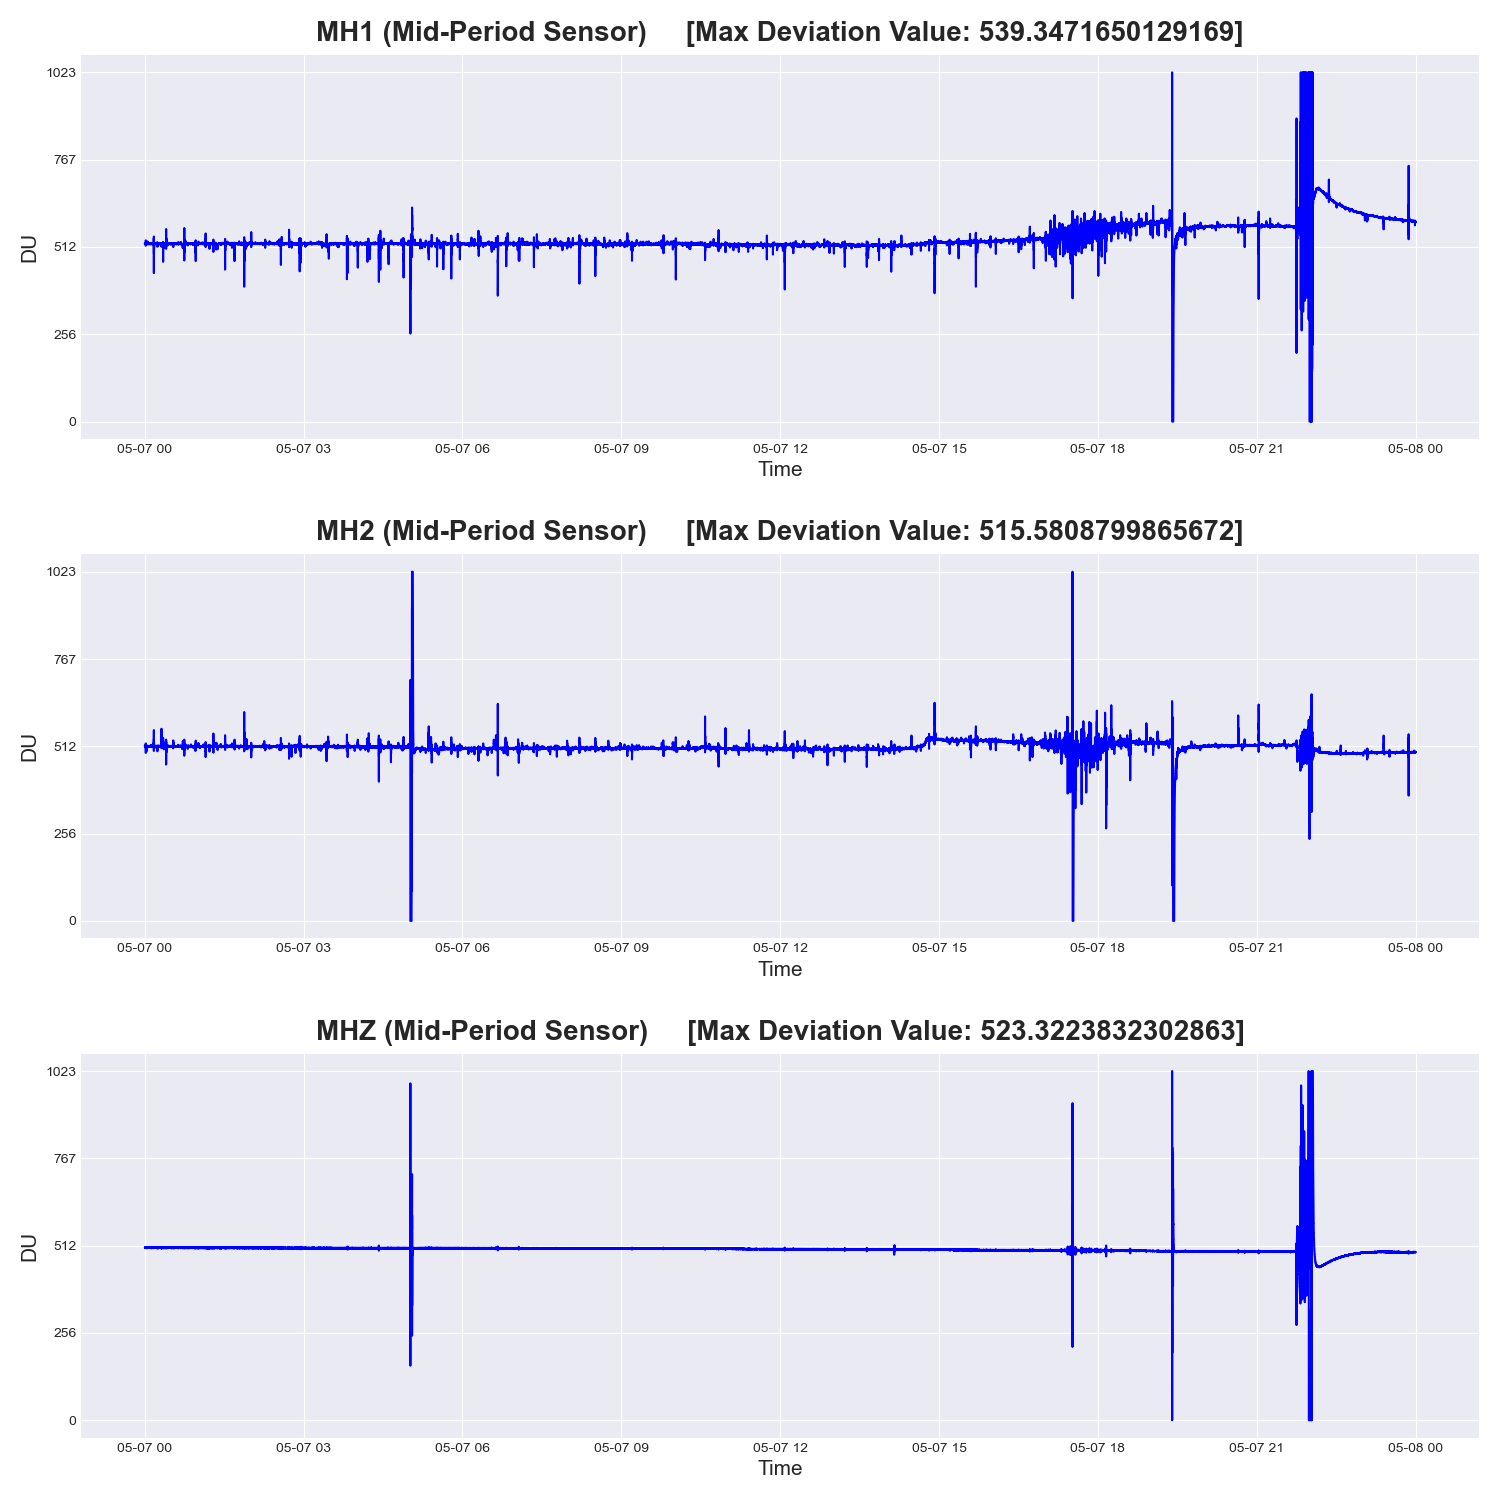 MH1 (Mid-Period Sensor) [Max Deviation Value: 539.3471650129169]
1023
767
512
256
0
DU
05-07 00 05-07 03 05-07 06 05-07 09 05-07 12 05-07 15 05-07 18 05-07 21 05-08 00
Time
MH2 (Mid-Period Sensor) [Max Deviation Value: 515.5808799865672]
1023
767
512
256
0
DU
05-07 00 05-07 03 05-07 06 05-07 09 05-07 12 05-07 15 05-07 18 05-07 21 05-08 00
Time
MHZ (Mid-Period Sensor) [Max Deviation Value: 523.3223832302863]
1023
767
512
256
0
DU
05-07 00 05-07 03 05-07 06 05-07 09 05-07 12 05-07 15 05-07 18 05-07 21 05-08 00
Time